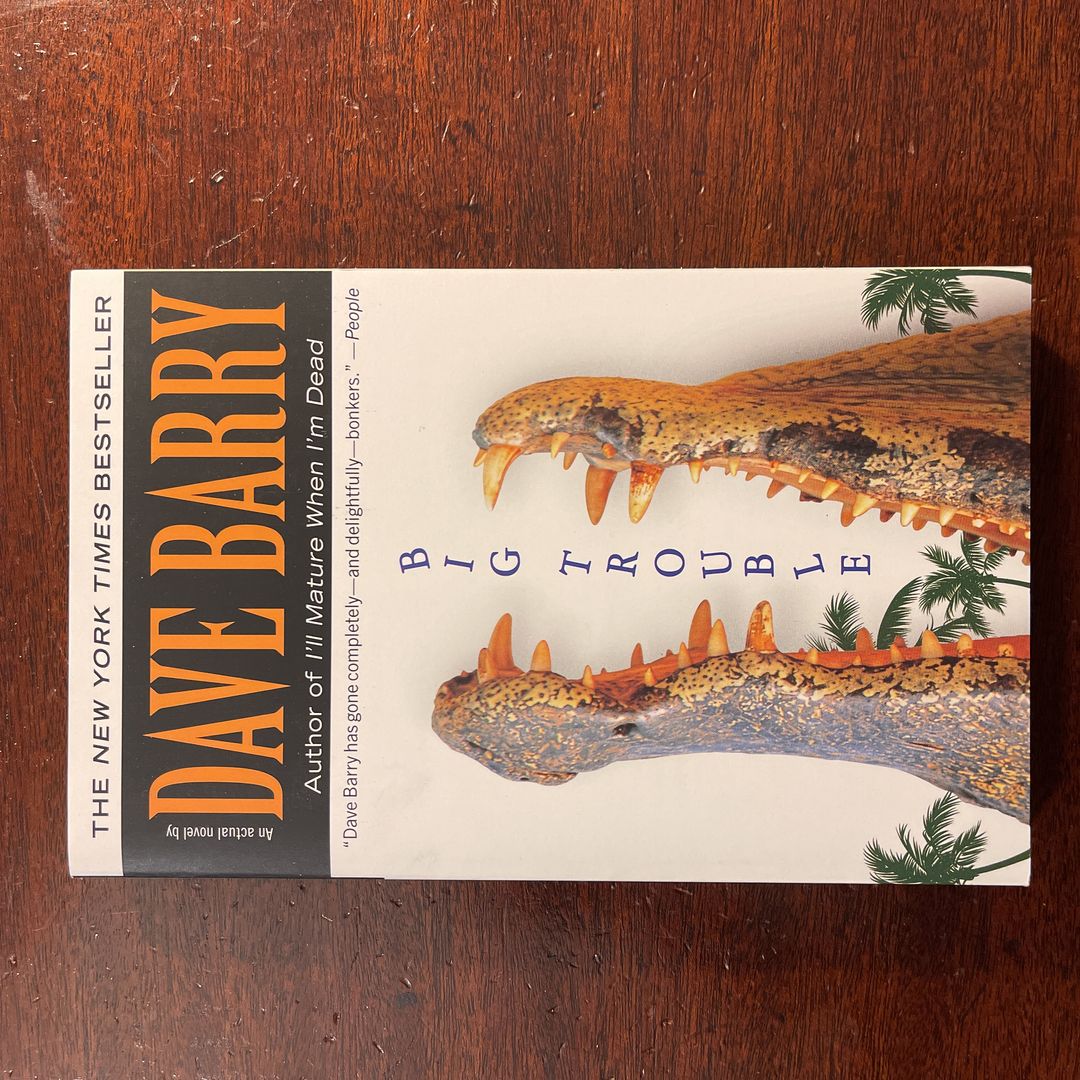 THE NEW YORK TIMES BESTSELLER
An actual novel by
DAVE BARRY
Author of I'll Mature When I'm Dead
“Dave Barry has gone completely—and delightfully—bonkers.” —People
BIG TROUBLE